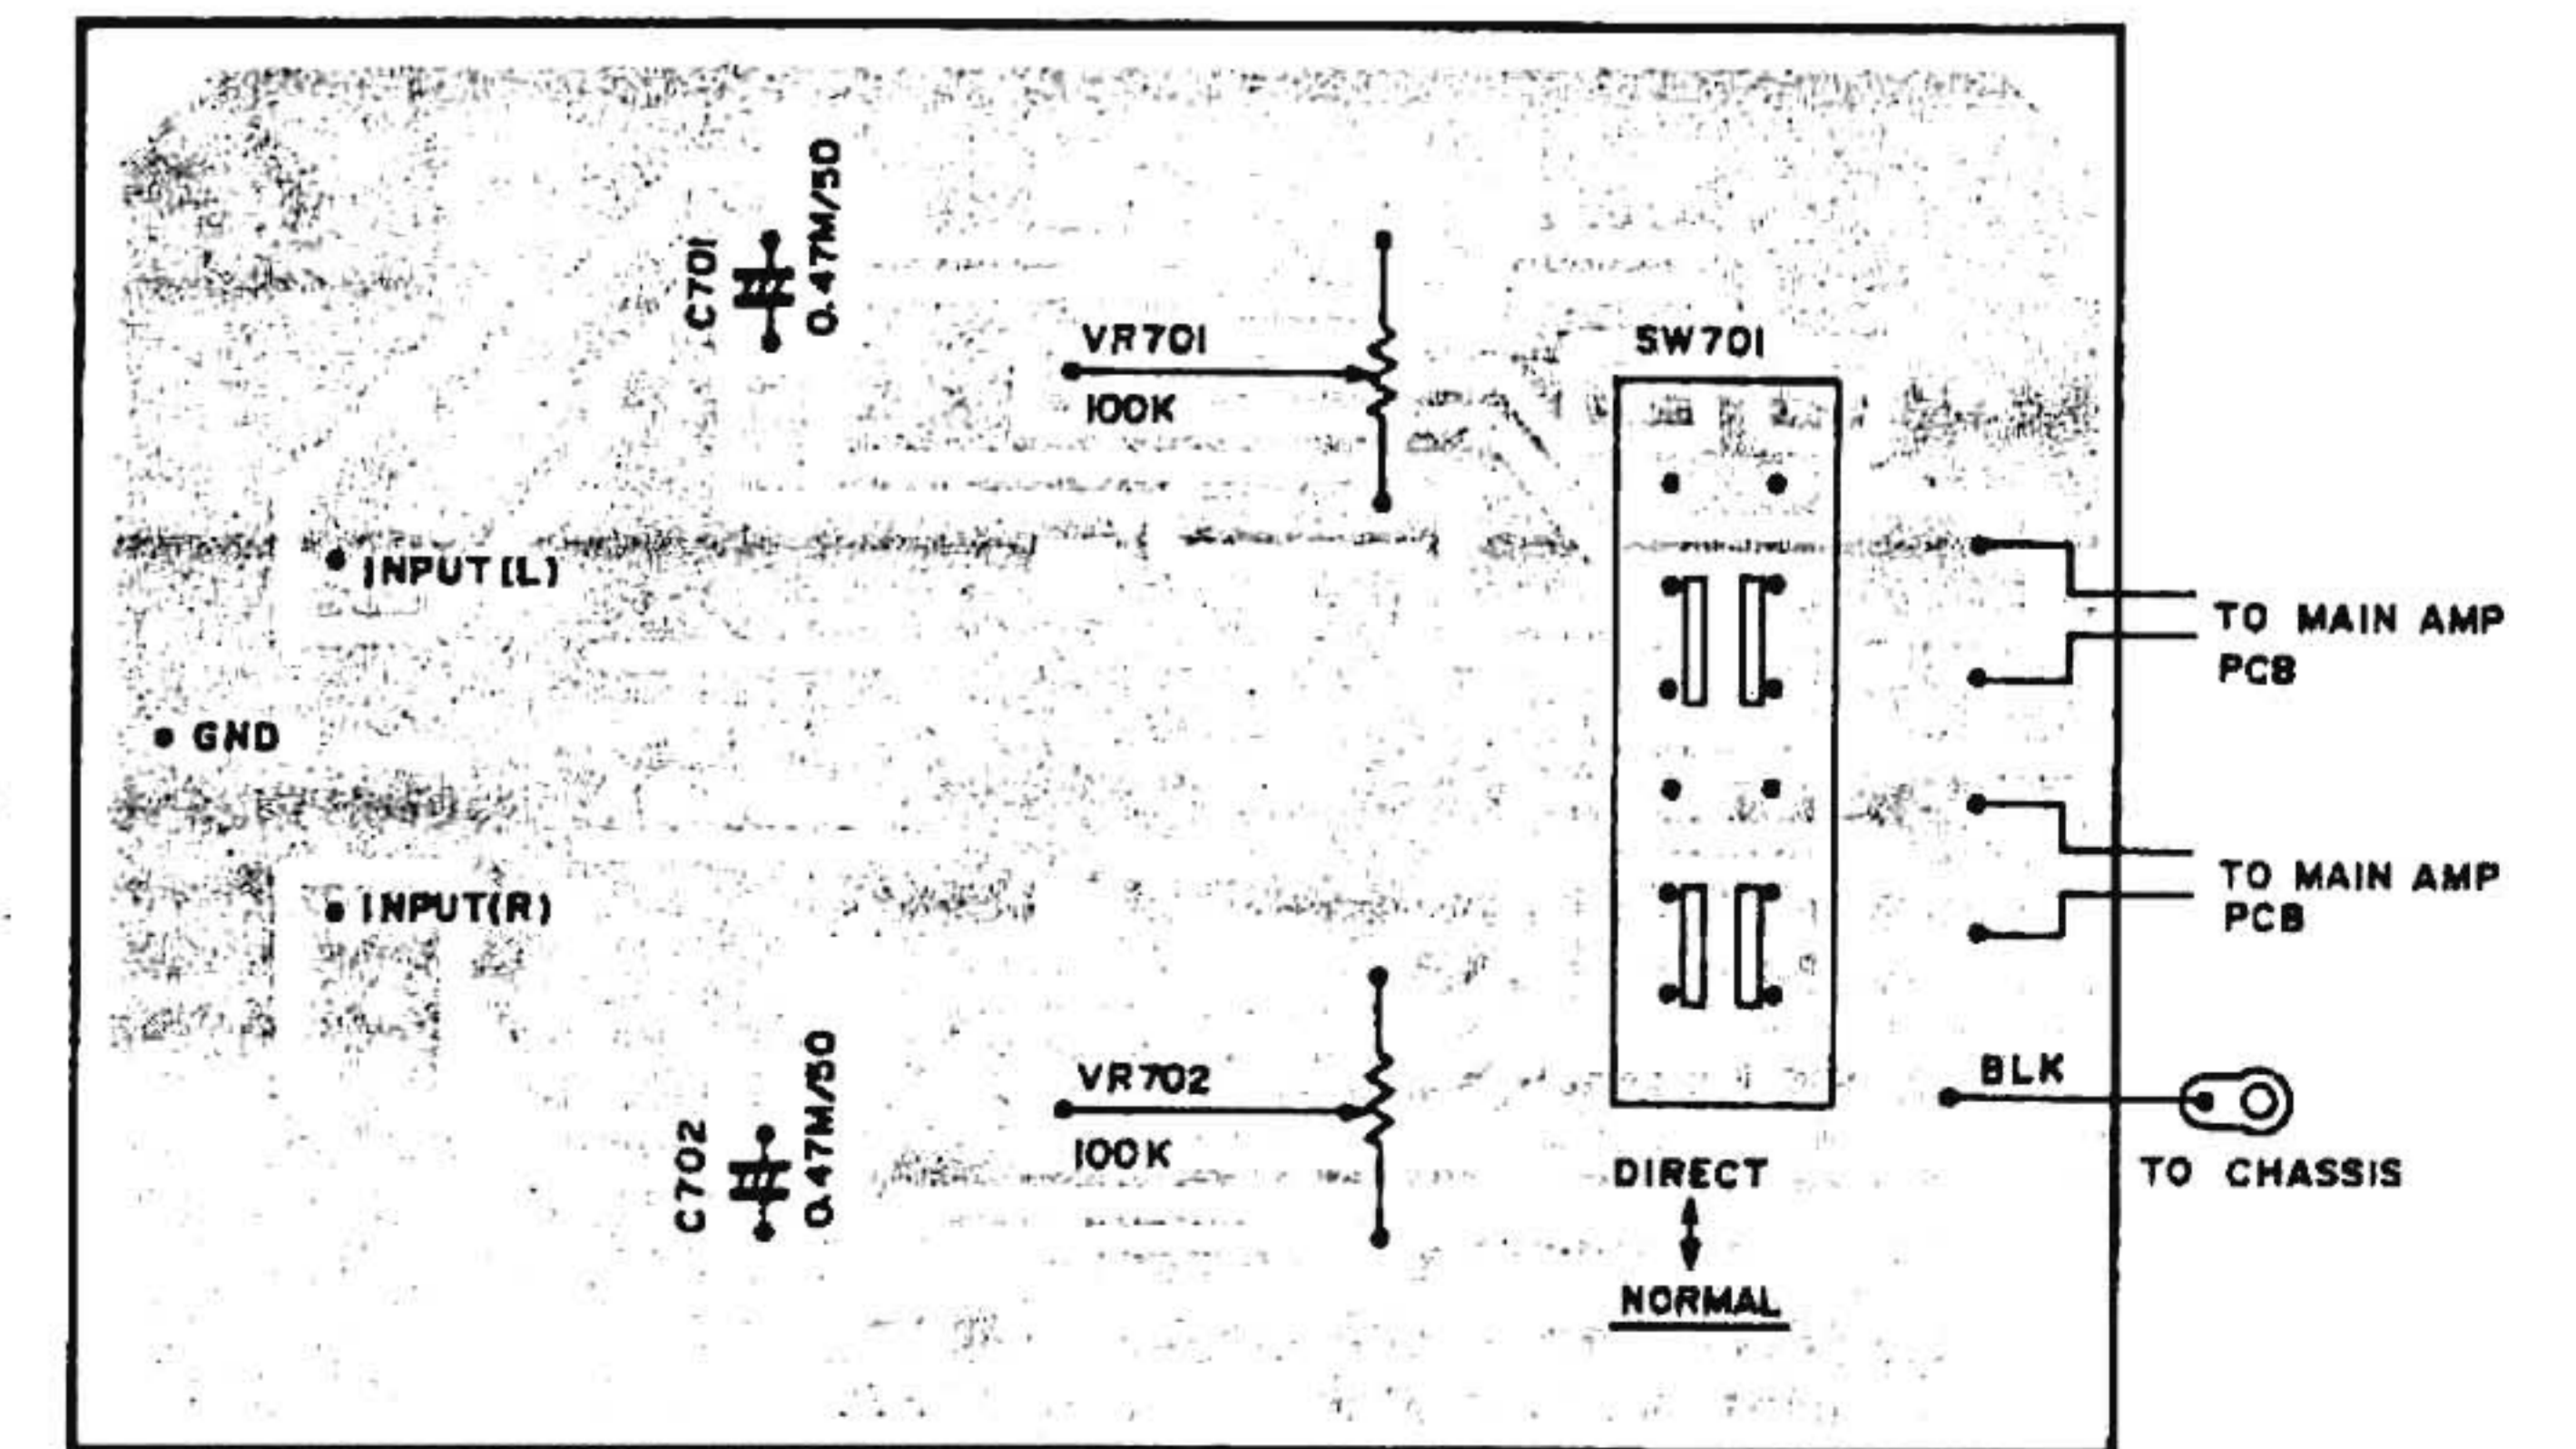 C701
0.47M/50
VR701
100K
SW701
INPUT(L)
TO MAIN AMP
PCB
GND
INPUT(R)
TO MAIN AMP
PCB
C702
0.47M/50
VR702
100K
BLK
DIRECT
TO CHASSIS
NORMAL